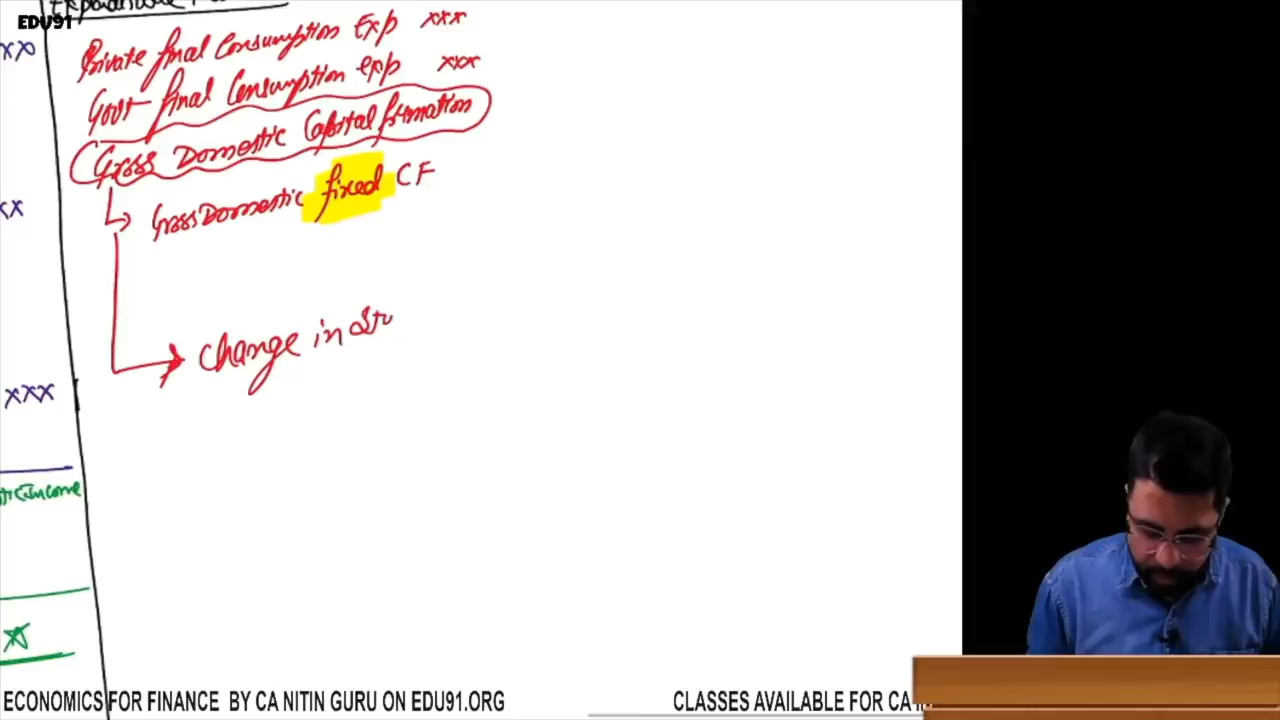 EDU91
Private final Consumption Exp xxx
Govt final Consumption exp xxx
Gross Domestic Capital formation
Gross Domestic fixed CF
Change in
xxx
ECONOMICS FOR FINANCE BY CA NITIN GURU ON EDU91.ORG
CLASSES AVAILABLE FOR CA